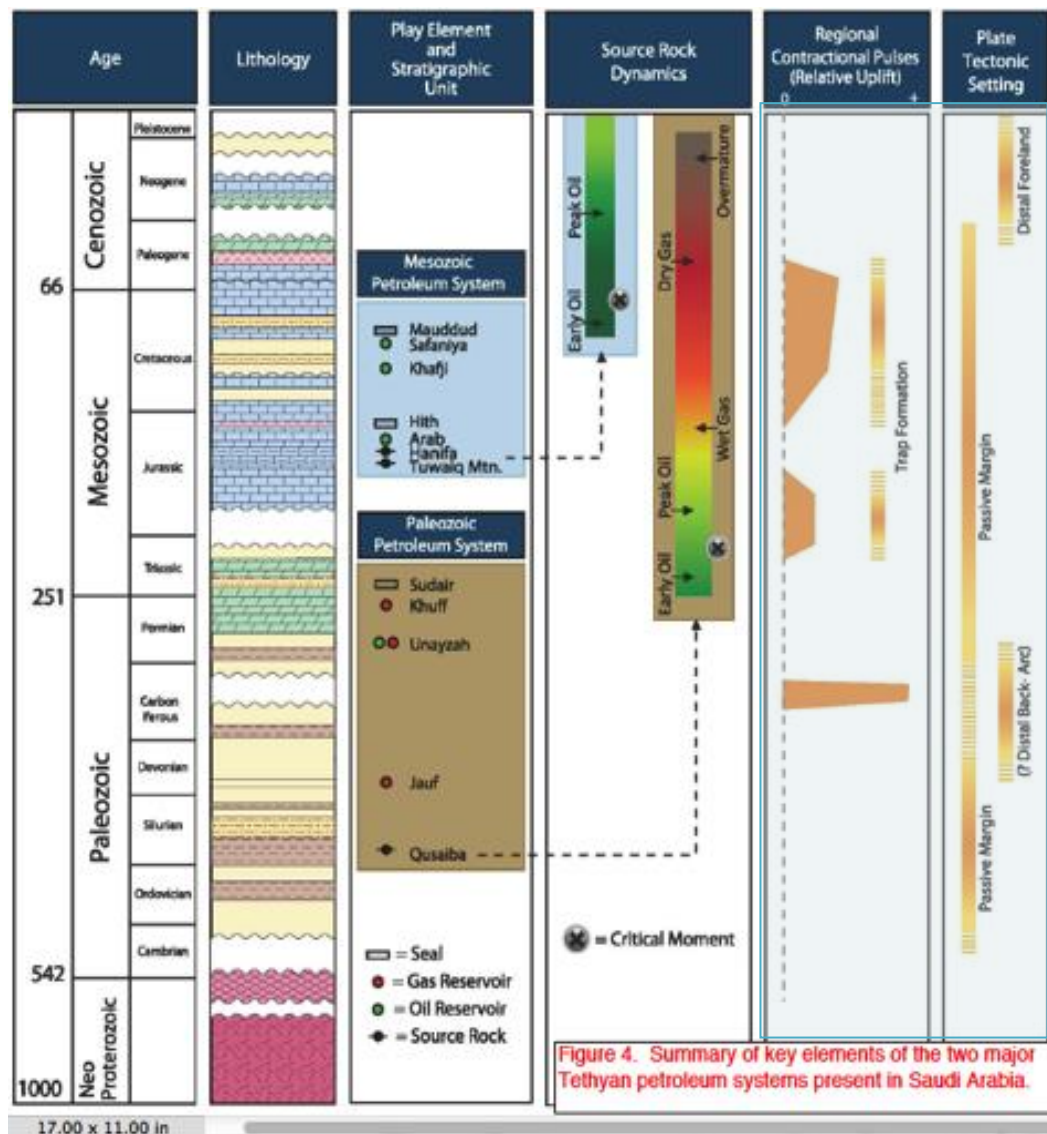 Age
Lithology
Play Element
and
Stratigraphic
Unit
Source Rock
Dynamics
Regional
Contractional Pulses
(Relative Uplift)
0
4
Plate
Tectonic
Setting
Cenozoic
Mesozoic
Paleozoic
Neo
Proterozoic
66
251
542
1000
Pleistocene
Neogene
Paleogene
Cretaceous
Jurassic
Triassic
Permian
Carbon
iferous
Devonian
Silurian
Ordovician
Cambrian
Mesozoic
Petroleum System
Mauddud
Safaniya
Khafji
Hith
Arab
Hanifa
Tuwaiq Mtn.
Paleozoic
Petroleum System
Sudair
Khuff
Unayzah
Jauf
Qusaiba
= Seal
= Gas Reservoir
= Oil Reservoir
= Source Rock
Peak Oil
Early Oil
Overmature
Dry Gas
Wet Gas
Peak Oil
Early Oil
= Critical Moment
Trap Formation
Distal Foreland
Passive Margin
(? Distal Back- Arc)
Passive Margin
Figure 4. Summary of key elements of the two major
Tethyan petroleum systems present in Saudi Arabia.
17.00 x 11.00 in